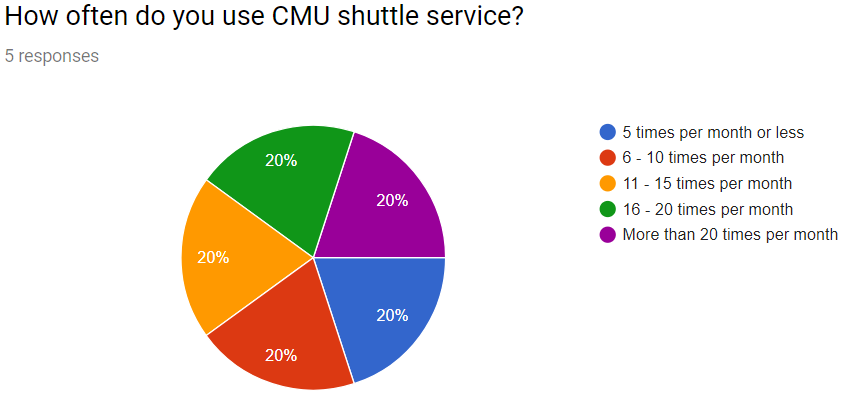 How often do you use CMU shuttle service?
5 responses
5 times per month or less
6 - 10 times per month
11 - 15 times per month
16 - 20 times per month
More than 20 times per month
20%
20%
20%
20%
20%